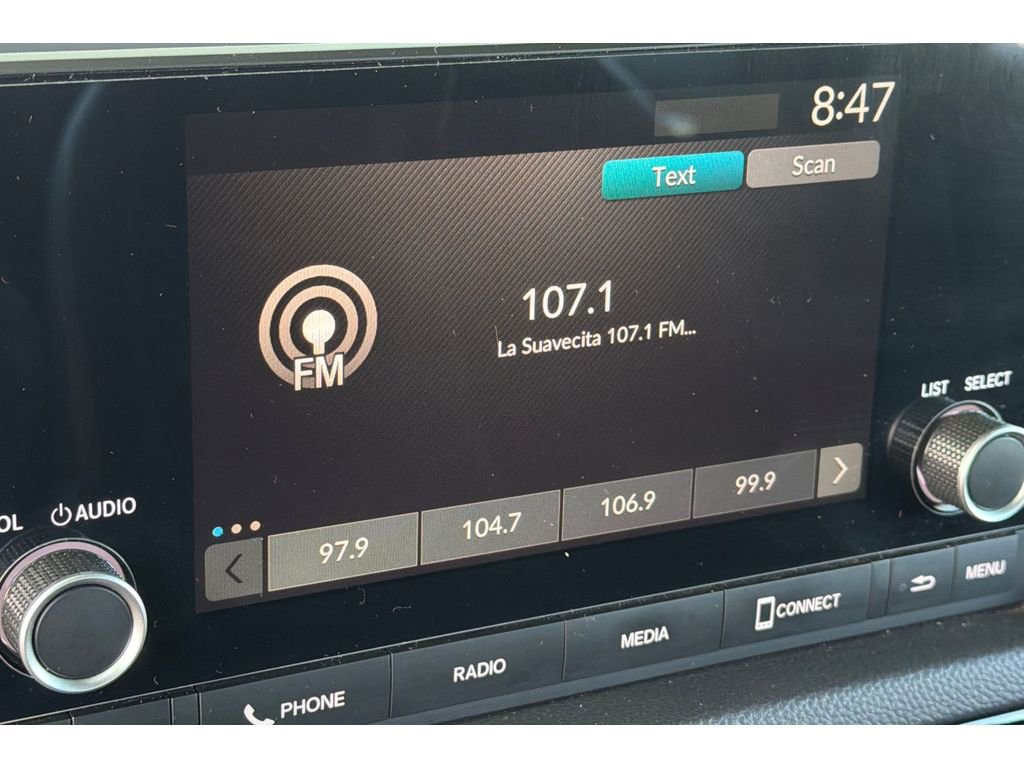 8:47
Text Scan
107.1
La Suavecita 107.1 FM...
FM
LIST SELECT
OL AUDIO
97.9 104.7 106.9 99.9
PHONE RADIO MEDIA CONNECT MENU